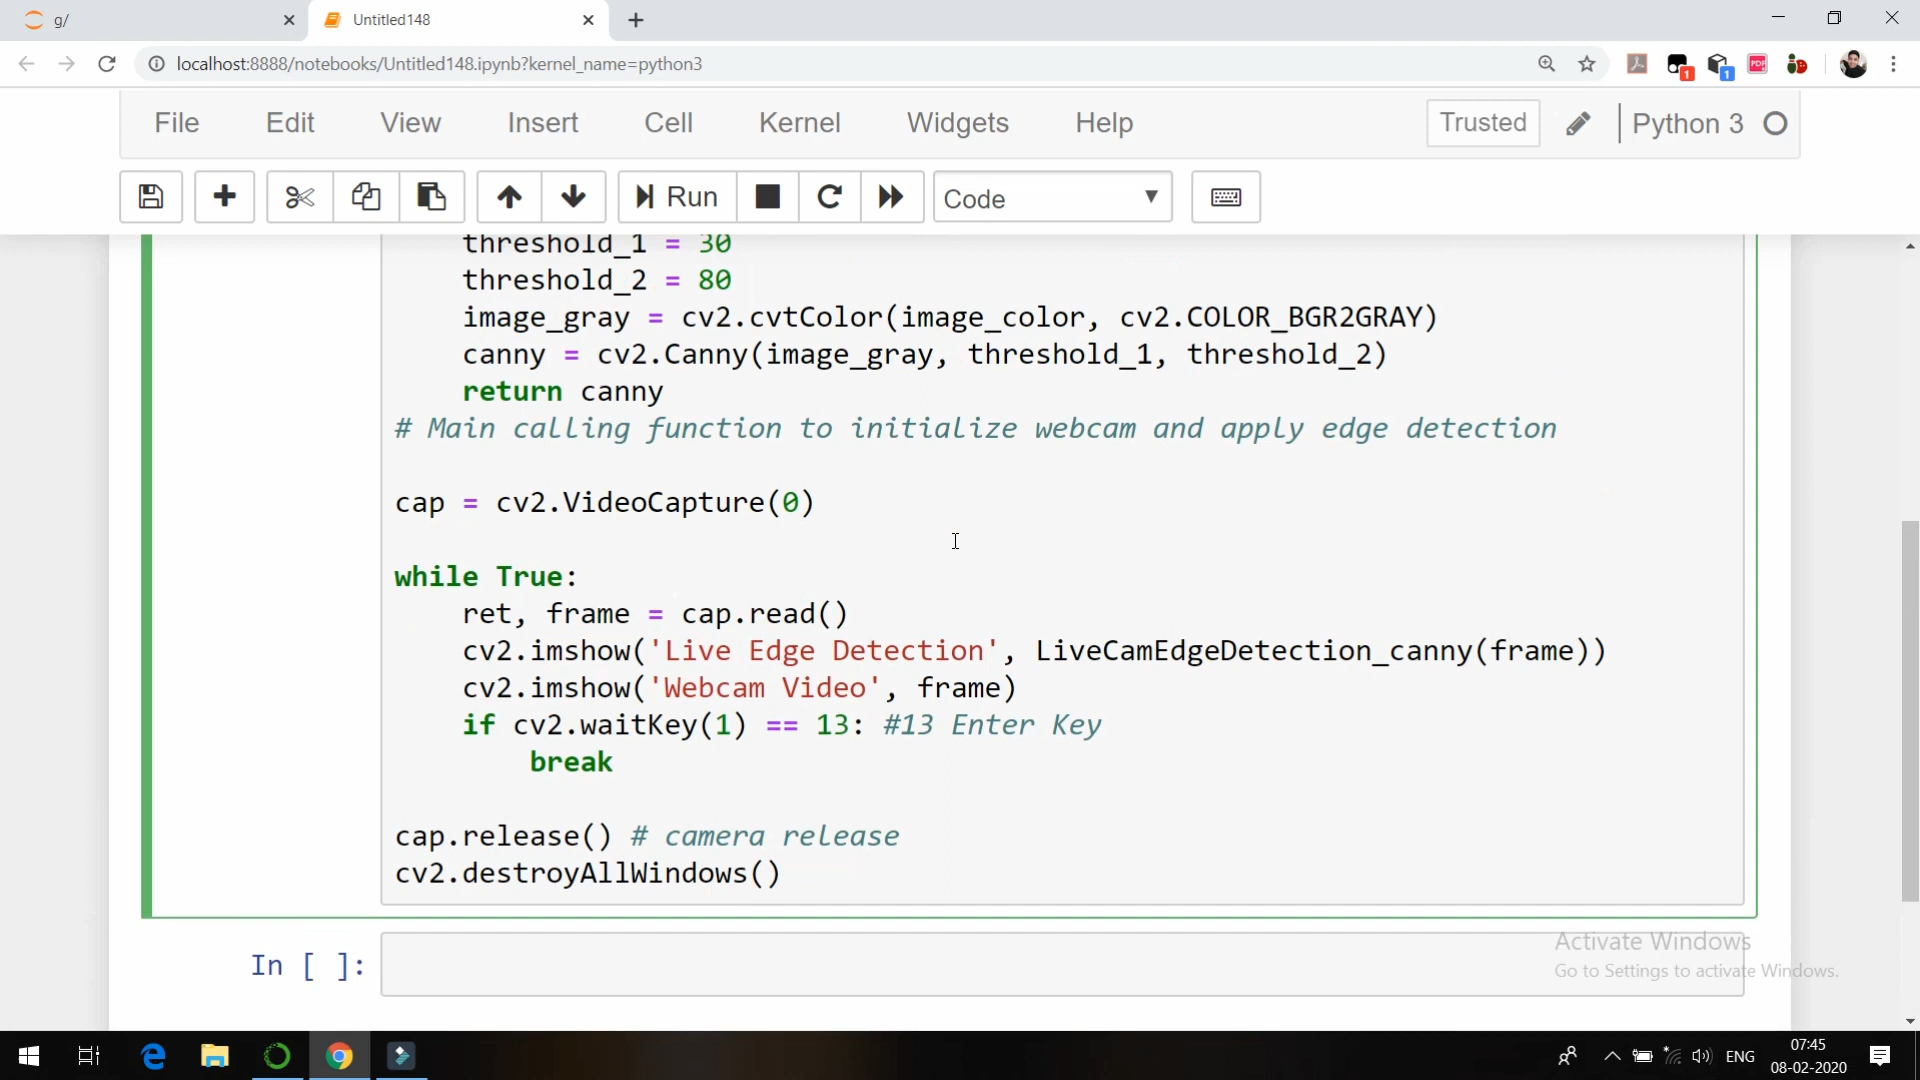 g/
Untitled148
localhost:8888/notebooks/Untitled148.ipynb?kernel_name=python3
1
1
PDF
File Edit View Insert Cell Kernel Widgets Help
Trusted
Python 3
Run
Code
threshold_1 = 30
threshold_2 = 80
image_gray = cv2.cvtColor(image_color, cv2.COLOR_BGR2GRAY)
canny = cv2.Canny(image_gray, threshold_1, threshold_2)
return canny
# Main calling function to initialize webcam and apply edge detection
cap = cv2.VideoCapture(0)
while True:
ret, frame = cap.read()
cv2.imshow('Live Edge Detection', LiveCamEdgeDetection_canny(frame))
cv2.imshow('Webcam Video', frame)
if cv2.waitKey(1) == 13: #13 Enter Key
break
cap.release() # camera release
cv2.destroyAllWindows()
In [ ]:
Activate Windows
Go to Settings to activate Windows.
ENG
07:45
08-02-2020